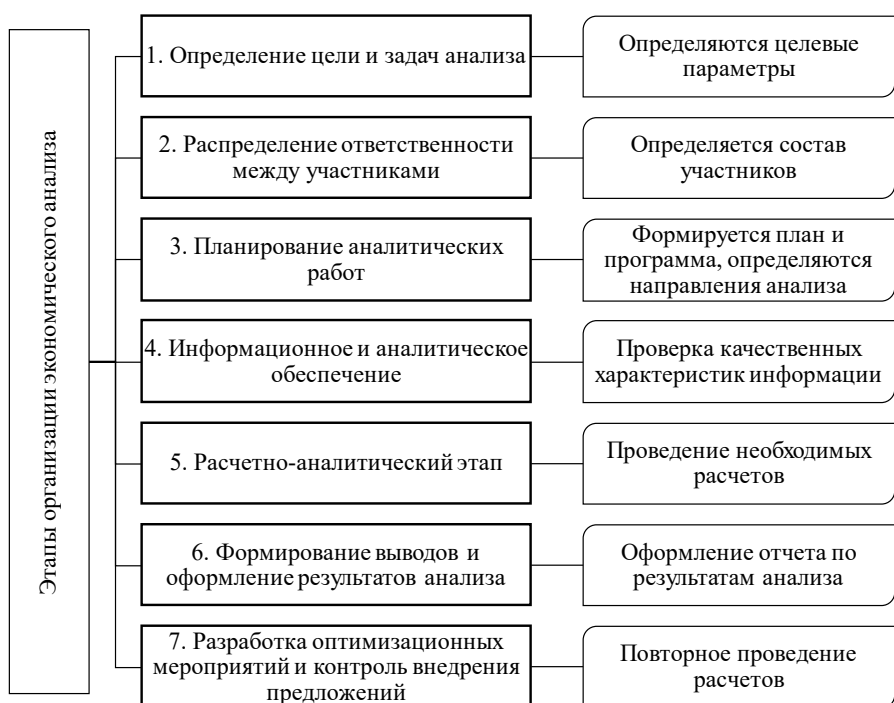 Этапы организации экономического анализа
1. Определение цели и задач анализа
Определяются целевые
параметры
2. Распределение ответственности
между участниками
Определяется состав
участников
3. Планирование аналитических
работ
Формируется план и
программа, определяются
направления анализа
4. Информационное и аналитическое
обеспечение
Проверка качественных
характеристик информации
5. Расчетно-аналитический этап
Проведение необходимых
расчетов
6. Формирование выводов и
оформление результатов анализа
Оформление отчета по
результатам анализа
7. Разработка оптимизационных
мероприятий и контроль внедрения
предложений
Повторное проведение
расчетов